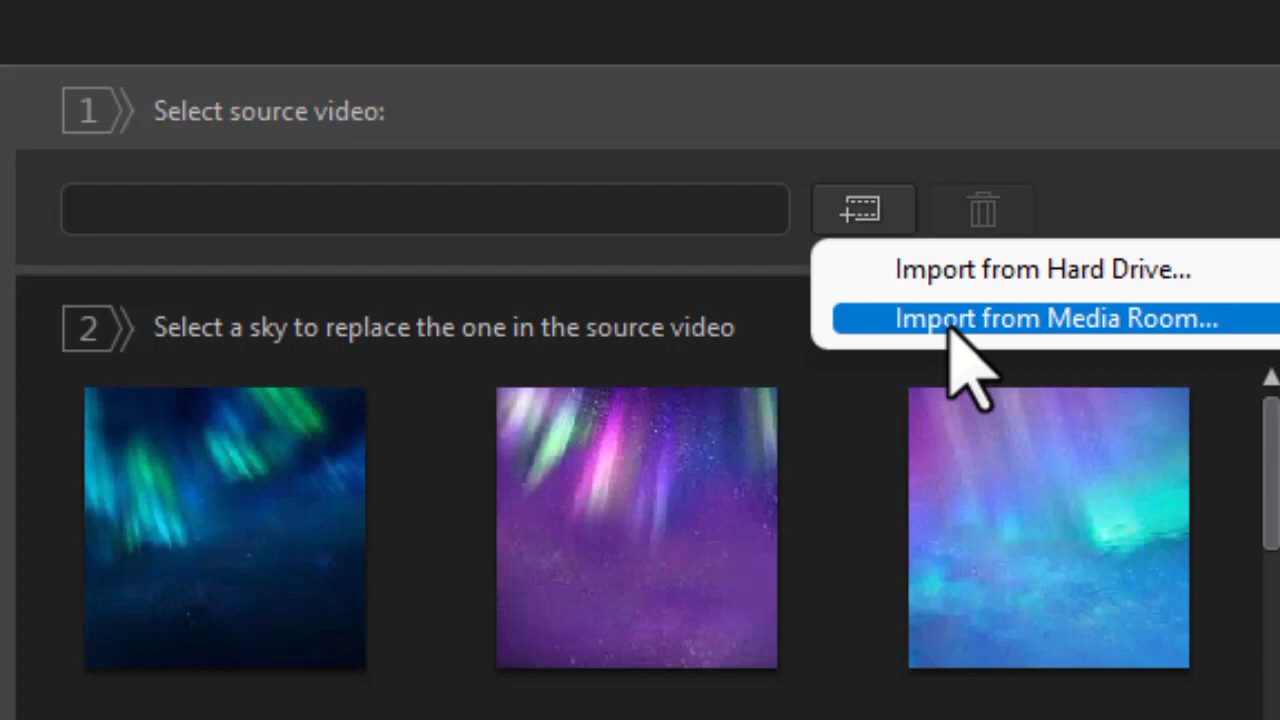 1
Select source video:
Import from Hard Drive...
Import from Media Room...
2
Select a sky to replace the one in the source video